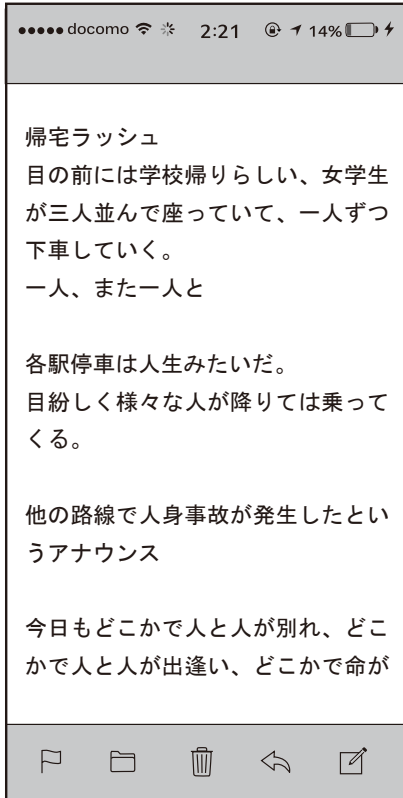 docomo 2:21 14%
帰宅ラッシュ
目の前には学校帰りらしい、女学生
が三人並んで座っていて、一人ずつ
下車していく。
一人、また一人と
各駅停車は人生みたいだ。
目紛しく様々な人が降りては乗って
くる。
他の路線で人身事故が発生したとい
うアナウンス
今日もどこかで人と人が別れ、どこ
かで人と人が出逢い、どこかで命が